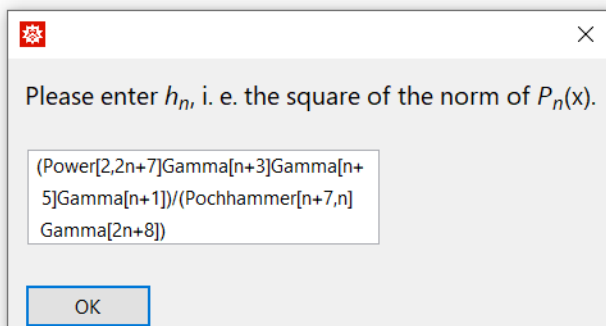 Please enter hₙ, i. e. the square of the norm of Pₙ(x).
(Power[2,2n+7]Gamma[n+3]Gamma[n+
5]Gamma[n+1])/(Pochhammer[n+7,n]
Gamma[2n+8])
OK